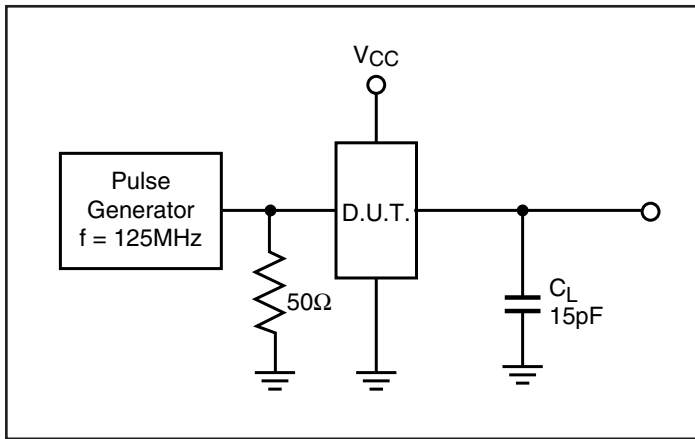 VCC
Pulse
Generator
f = 125MHz
D.U.T.
50Ω
CL
15pF